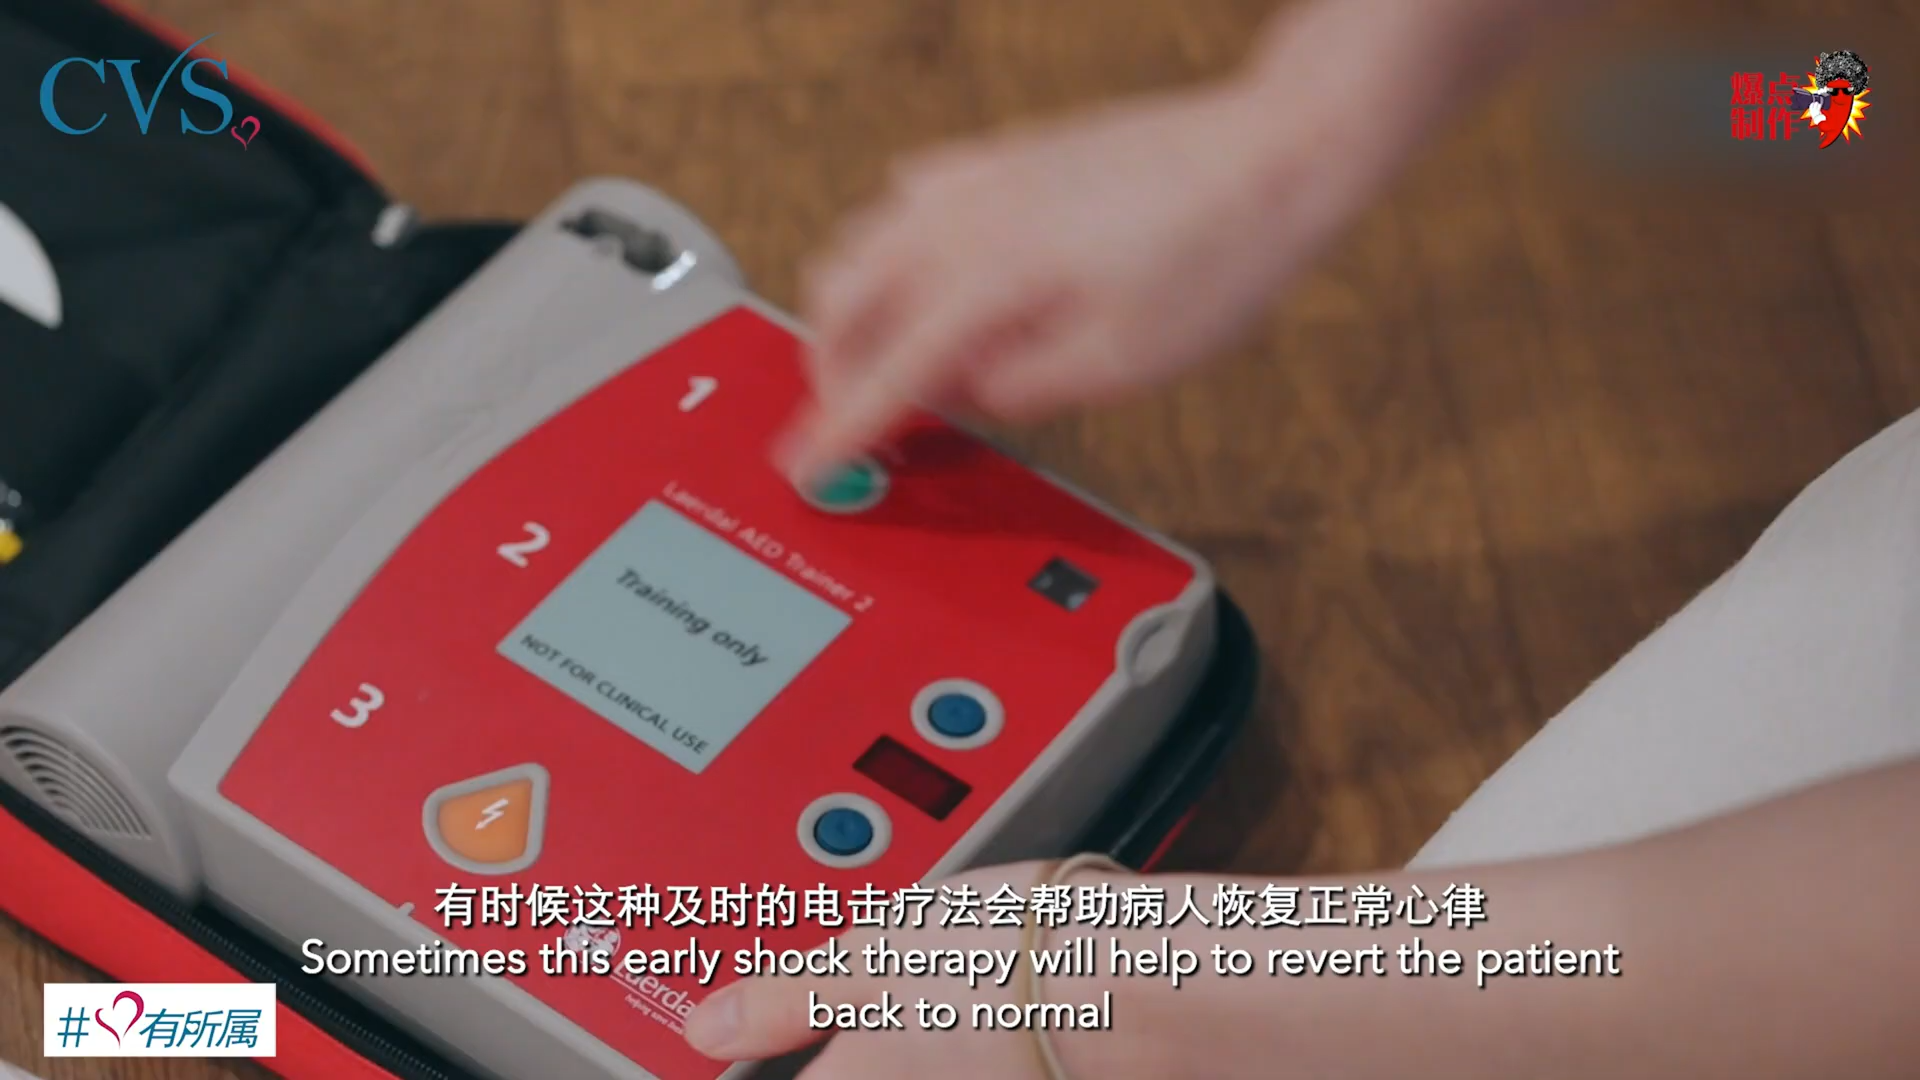 CVS
爆点
制作
1
Laerdal AED Trainer 2
2
Training only
NOT FOR CLINICAL USE
3
有时候这种及时的电击疗法会帮助病人恢复正常心律
Sometimes this early shock therapy will help to revert the patient
back to normal
Laerdal
#有所属